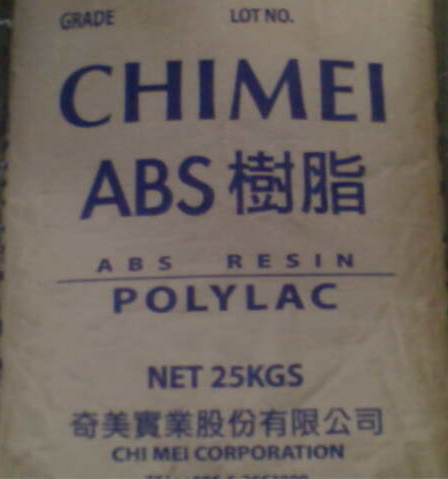 GRADE LOT NO.
CHIMEI
ABS 樹脂
ABS RESIN
POLYLAC
NET 25KGS
奇美實業股份有限公司
CHI MEI CORPORATION